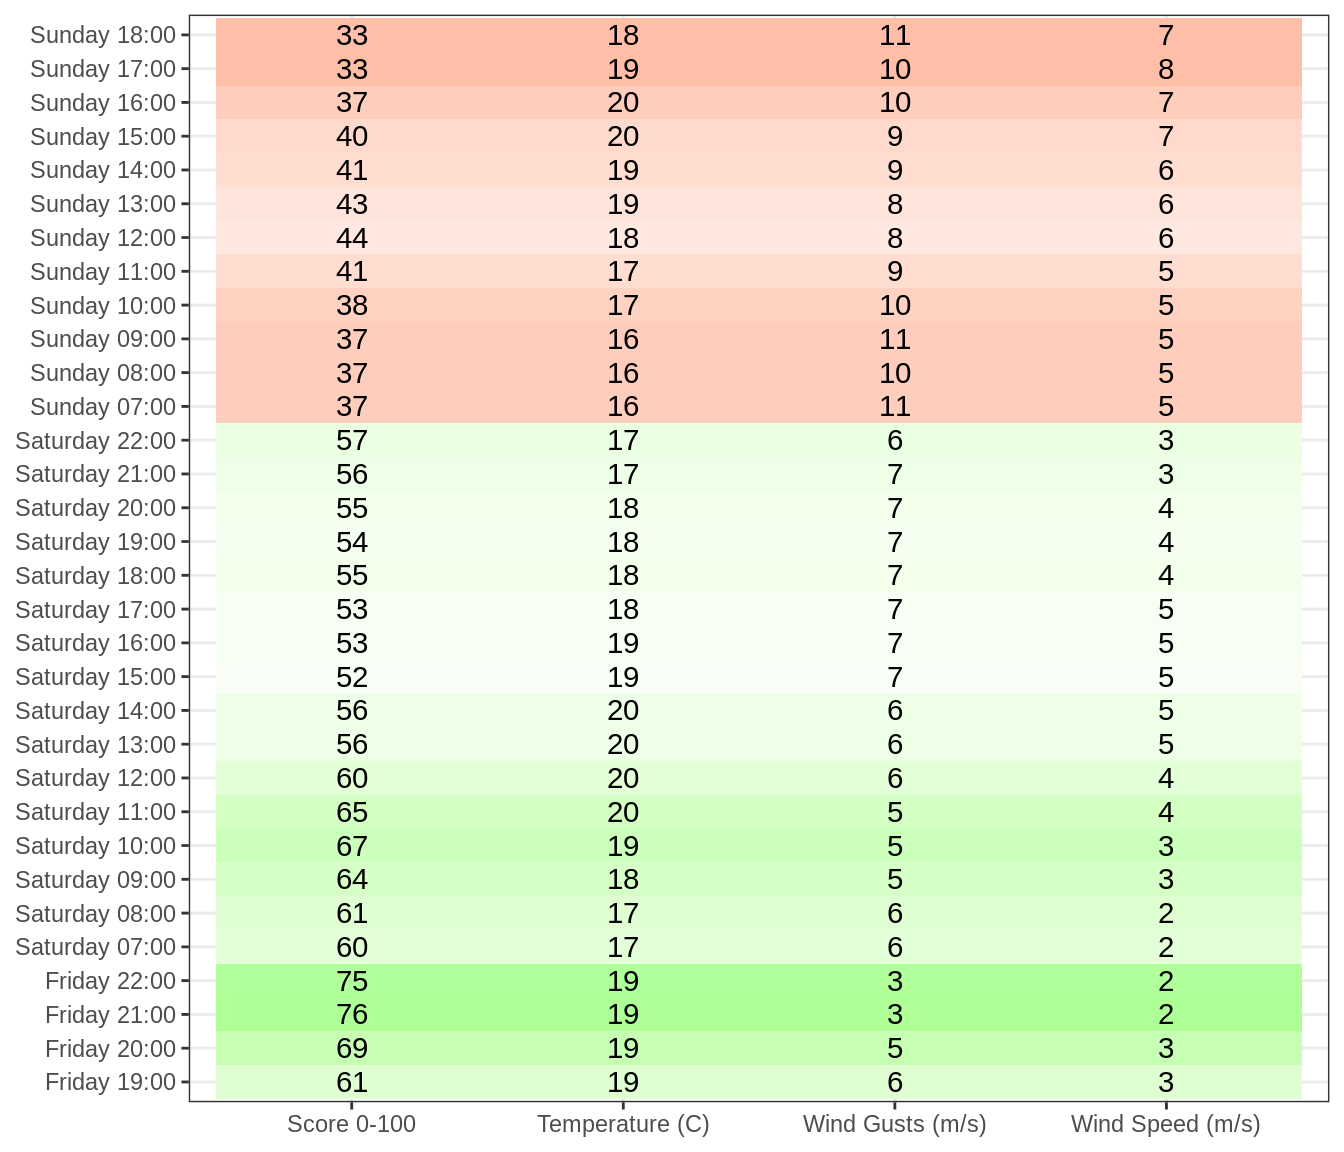 Sunday 18:00 33 18 11 7
Sunday 17:00 33 19 10 8
Sunday 16:00 37 20 10 7
Sunday 15:00 40 20 9 7
Sunday 14:00 41 19 9 6
Sunday 13:00 43 19 8 6
Sunday 12:00 44 18 8 6
Sunday 11:00 41 17 9 5
Sunday 10:00 38 17 10 5
Sunday 09:00 37 16 11 5
Sunday 08:00 37 16 10 5
Sunday 07:00 37 16 11 5
Saturday 22:00 57 17 6 3
Saturday 21:00 56 17 7 3
Saturday 20:00 55 18 7 4
Saturday 19:00 54 18 7 4
Saturday 18:00 55 18 7 4
Saturday 17:00 53 18 7 5
Saturday 16:00 53 19 7 5
Saturday 15:00 52 19 7 5
Saturday 14:00 56 20 6 5
Saturday 13:00 56 20 6 5
Saturday 12:00 60 20 6 4
Saturday 11:00 65 20 5 4
Saturday 10:00 67 19 5 3
Saturday 09:00 64 18 5 3
Saturday 08:00 61 17 6 2
Saturday 07:00 60 17 6 2
Friday 22:00 75 19 3 2
Friday 21:00 76 19 3 2
Friday 20:00 69 19 5 3
Friday 19:00 61 19 6 3
Score 0-100 Temperature (C) Wind Gusts (m/s) Wind Speed (m/s)